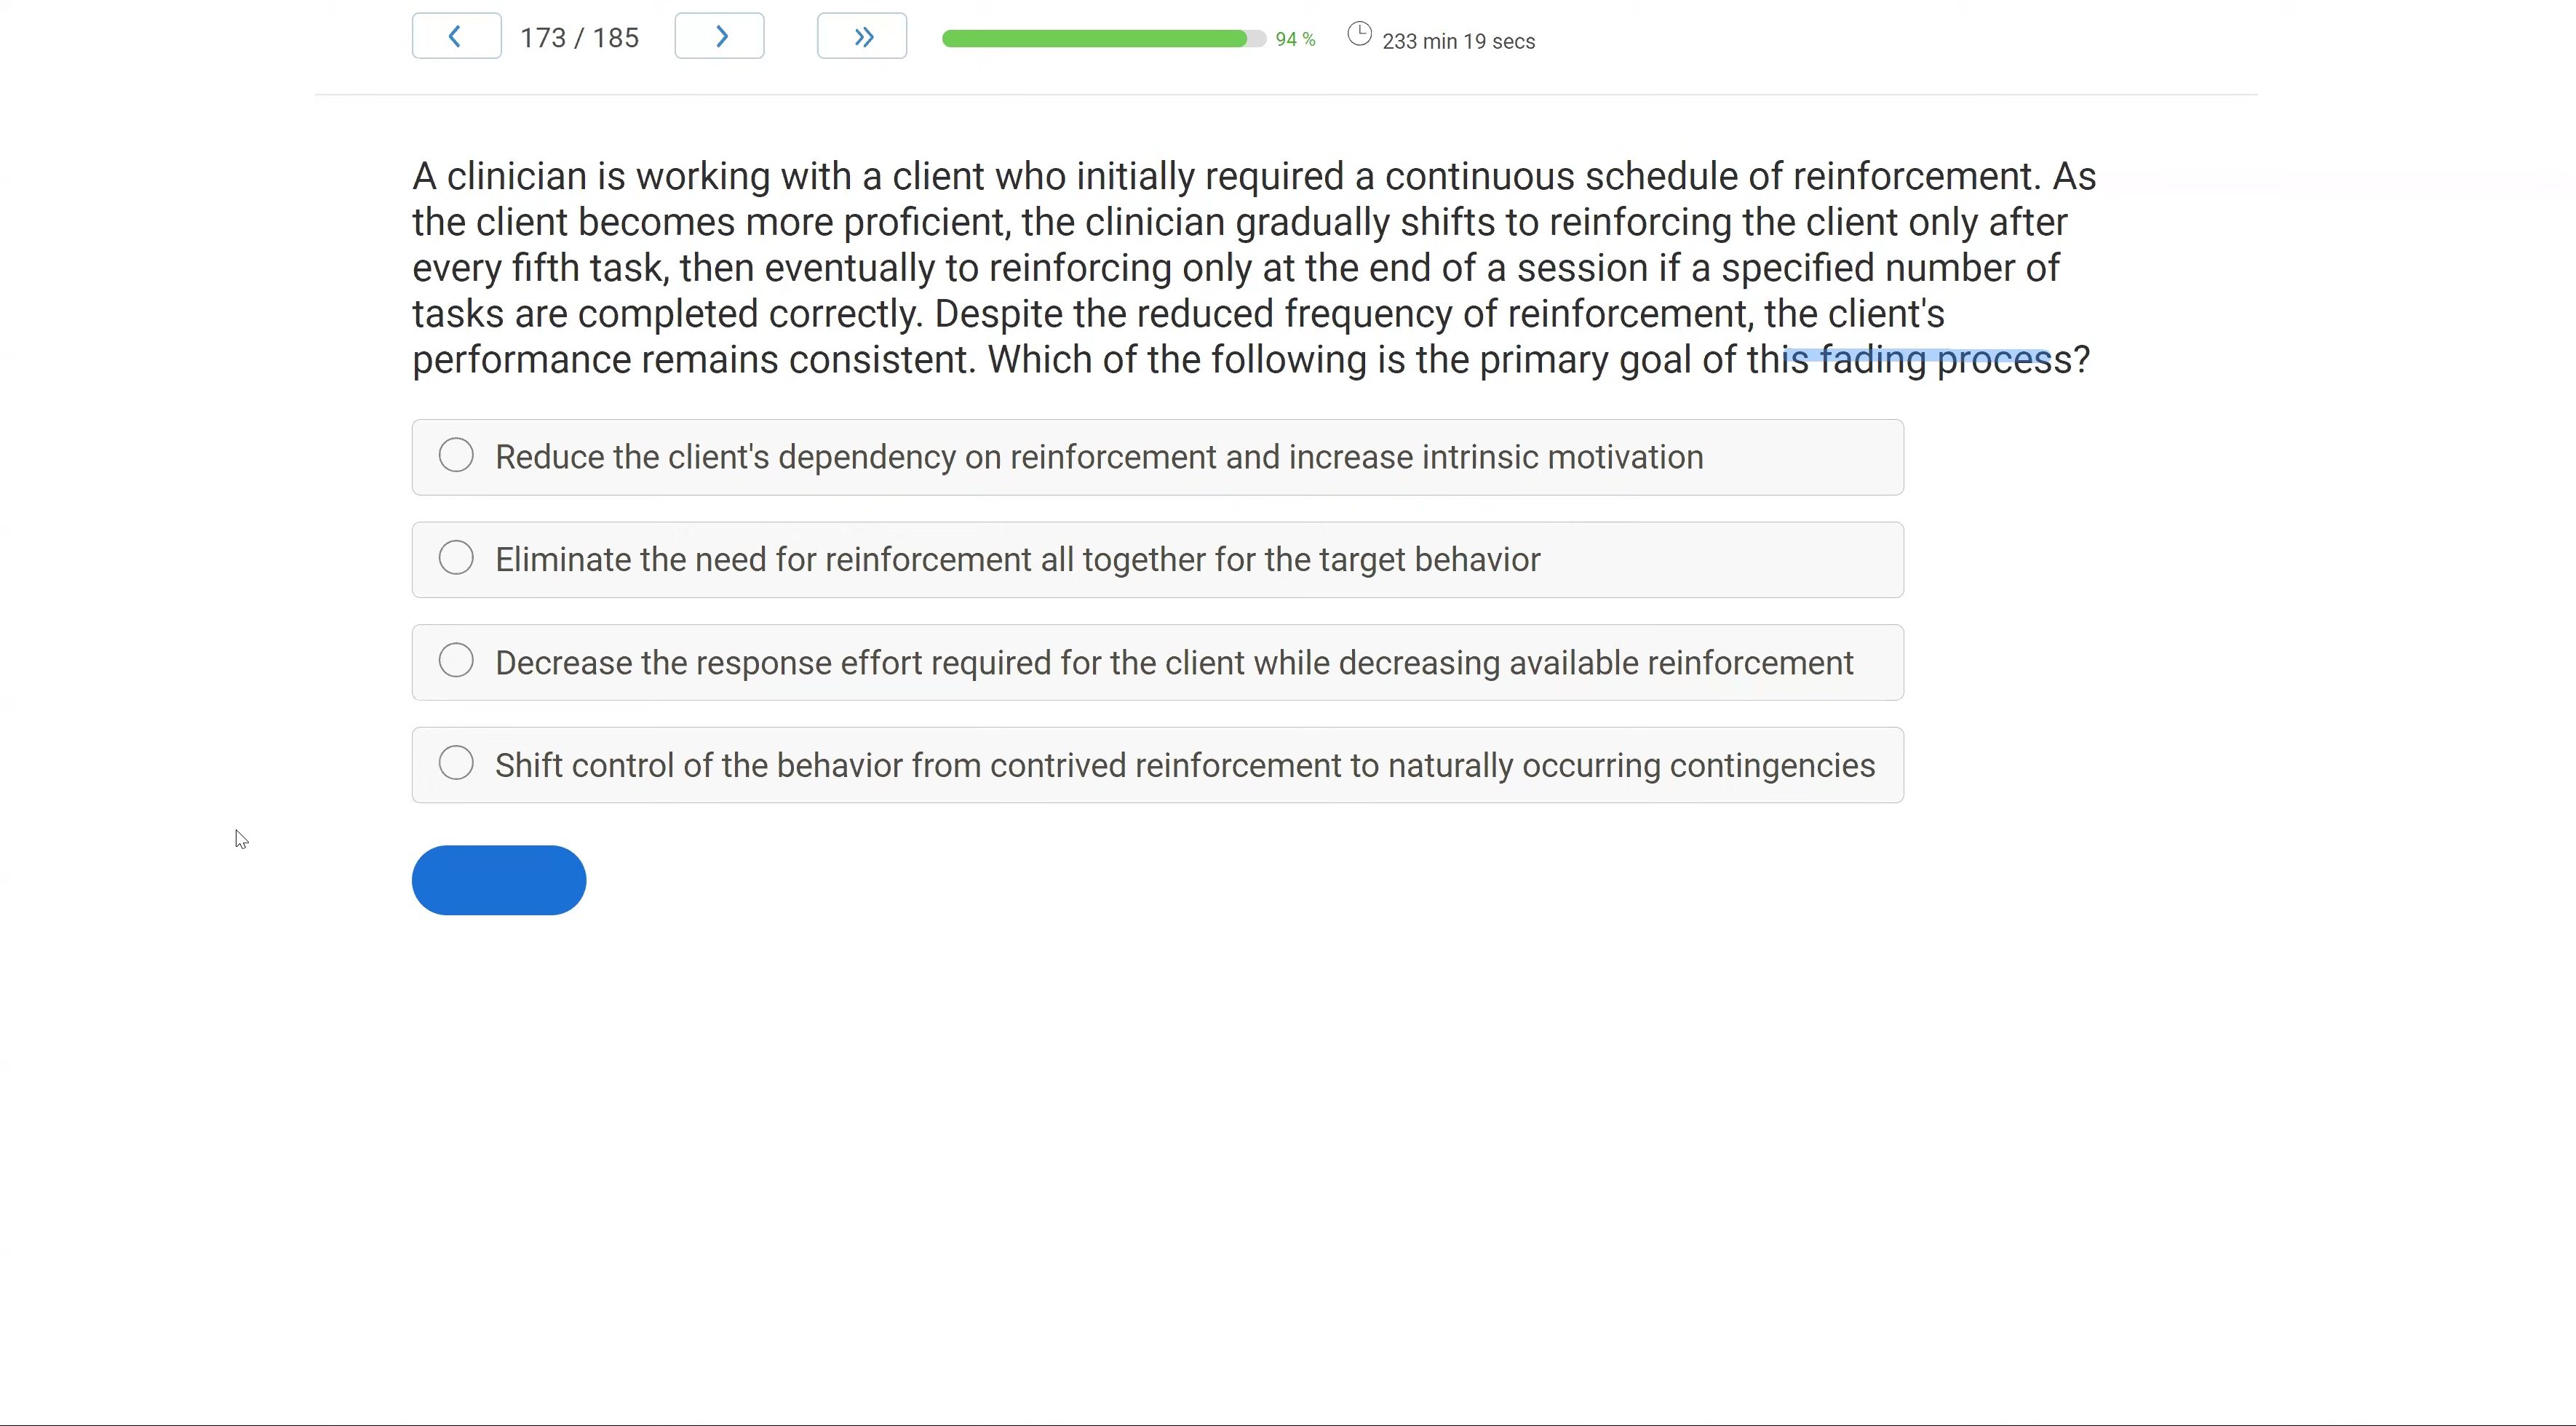 173 / 185
94 %
233 min 19 secs
A clinician is working with a client who initially required a continuous schedule of reinforcement. As
the client becomes more proficient, the clinician gradually shifts to reinforcing the client only after
every fifth task, then eventually to reinforcing only at the end of a session if a specified number of
tasks are completed correctly. Despite the reduced frequency of reinforcement, the client's
performance remains consistent. Which of the following is the primary goal of this fading process?
Reduce the client's dependency on reinforcement and increase intrinsic motivation
Eliminate the need for reinforcement all together for the target behavior
Decrease the response effort required for the client while decreasing available reinforcement
Shift control of the behavior from contrived reinforcement to naturally occurring contingencies